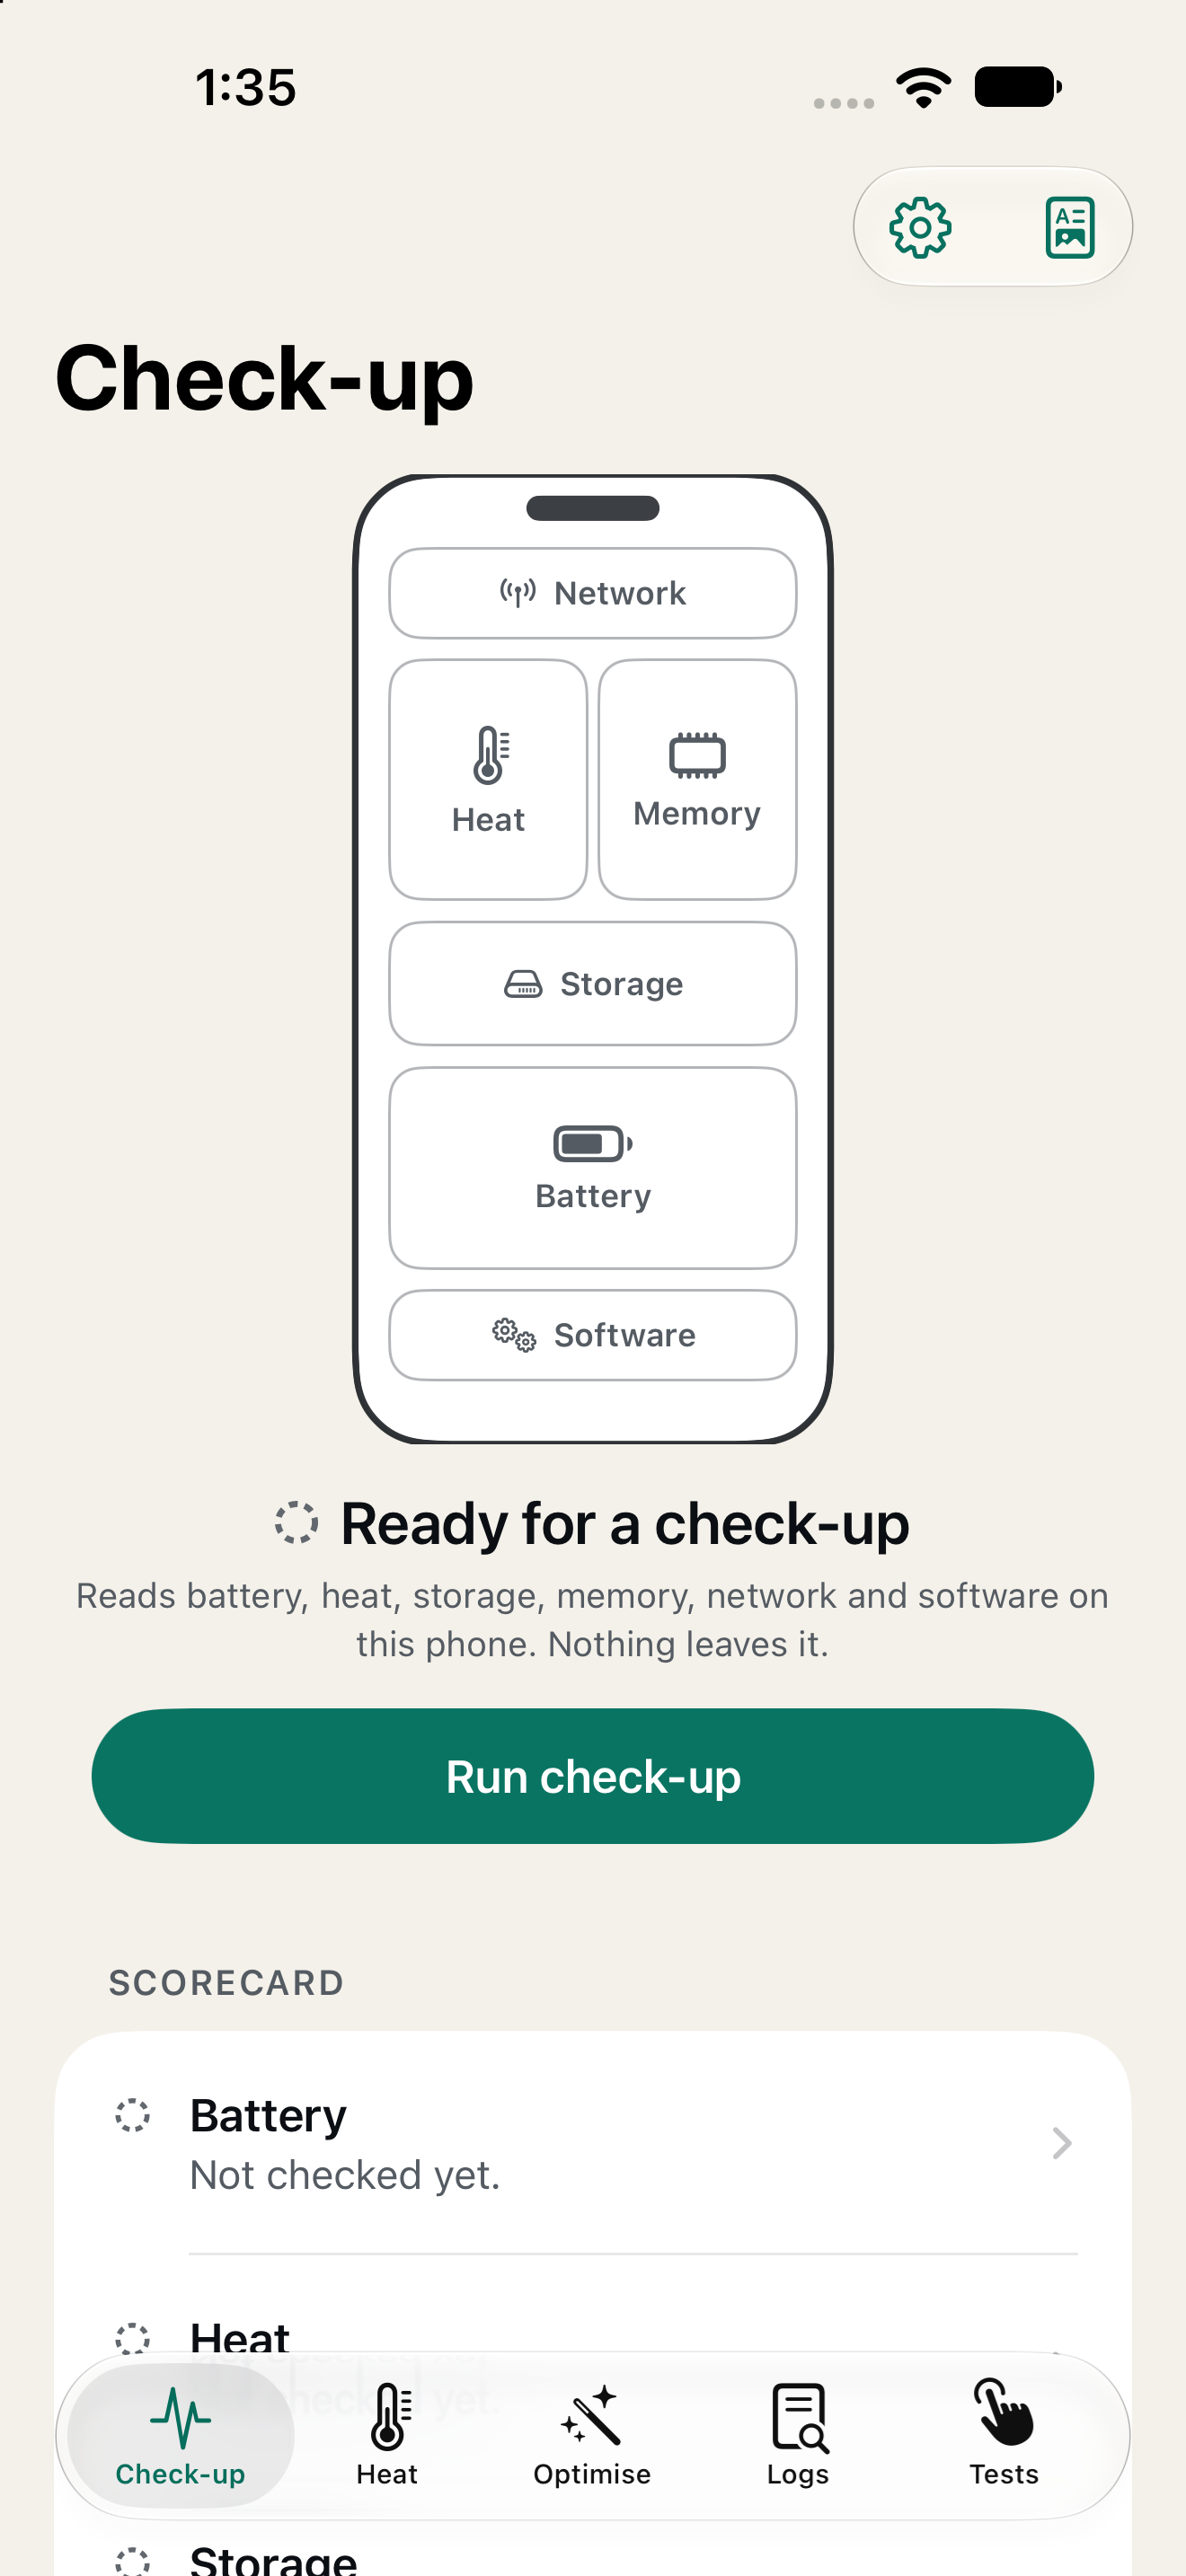 1:35
Check-up
Network
Heat
Memory
Storage
Battery
Software
Ready for a check-up
Reads battery, heat, storage, memory, network and software on
this phone. Nothing leaves it.
Run check-up
SCORECARD
Battery
Not checked yet.
Heat
checked yet.
Check-up
Heat
Optimise
Logs
Tests
Storage